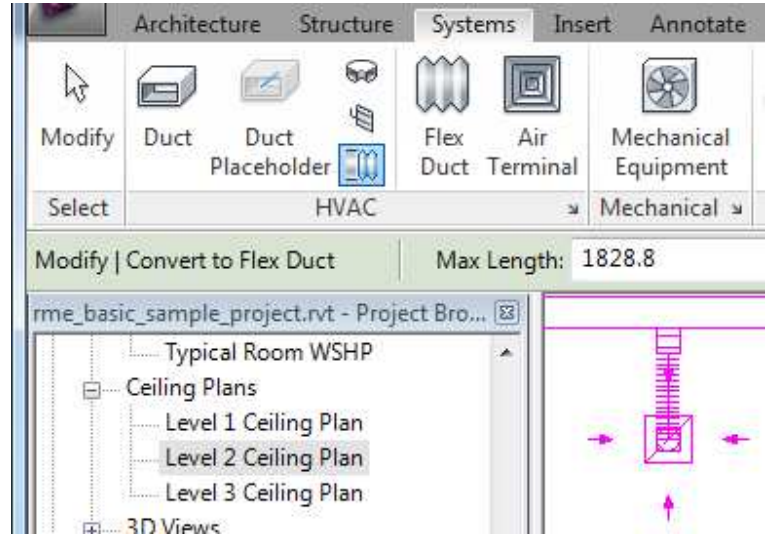 Architecture Structure Systems Insert Annotate
Modify Duct Duct Placeholder Flex Duct Air Terminal Mechanical Equipment
Select HVAC Mechanical
Modify | Convert to Flex Duct Max Length: 1828.8
rme_basic_sample_project.rvt - Project Bro...
Typical Room WSHP
Ceiling Plans
Level 1 Ceiling Plan
Level 2 Ceiling Plan
Level 3 Ceiling Plan
3D Views